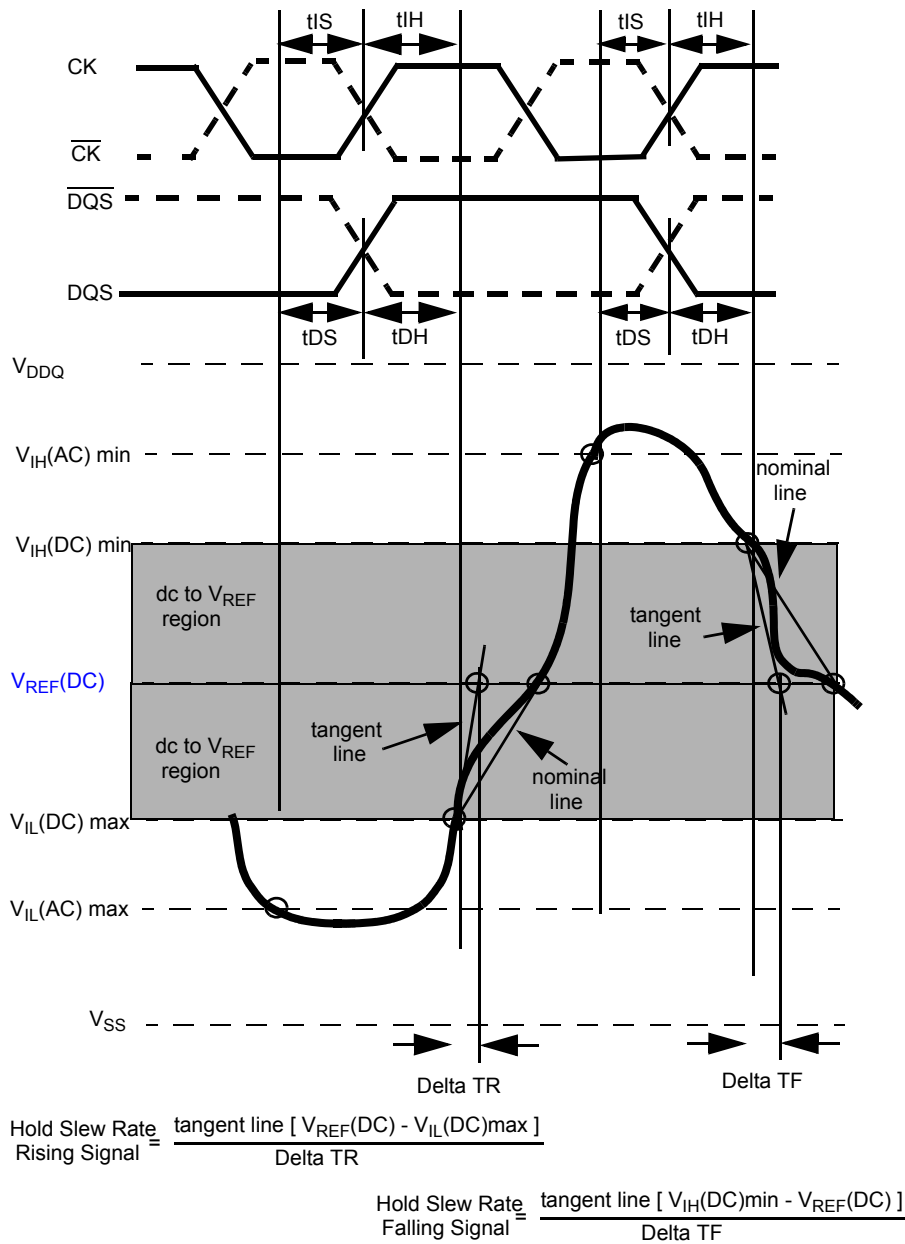 tIS tIH tIS tIH
CK
CK
DQS
DQS
tDS tDH tDS tDH
VDDQ
VIH(AC) min
nominal
line
VIH(DC) min
dc to VREF
region
tangent
line
VREF(DC)
tangent
line
dc to VREF
region
nominal
line
VIL(DC) max
VIL(AC) max
VSS
Delta TR
Delta TF
Hold Slew Rate
Rising Signal
=
tangent line [ VREF(DC) - VIL(DC)max ]
Delta TR
Hold Slew Rate
Falling Signal
=
tangent line [ VIH(DC)min - VREF(DC) ]
Delta TF